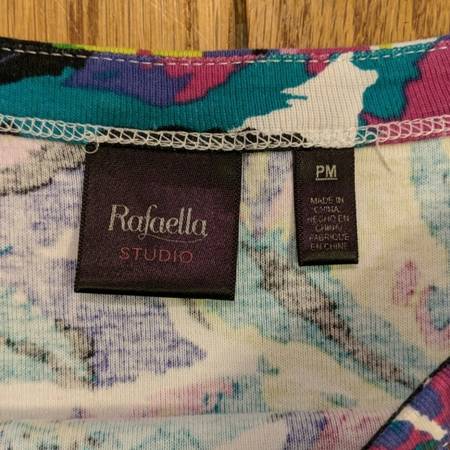 Rafaella
STUDIO
PM
MADE IN
CHINA
HECHO EN
CHINA
FABRIQUÉ
EN CHINE